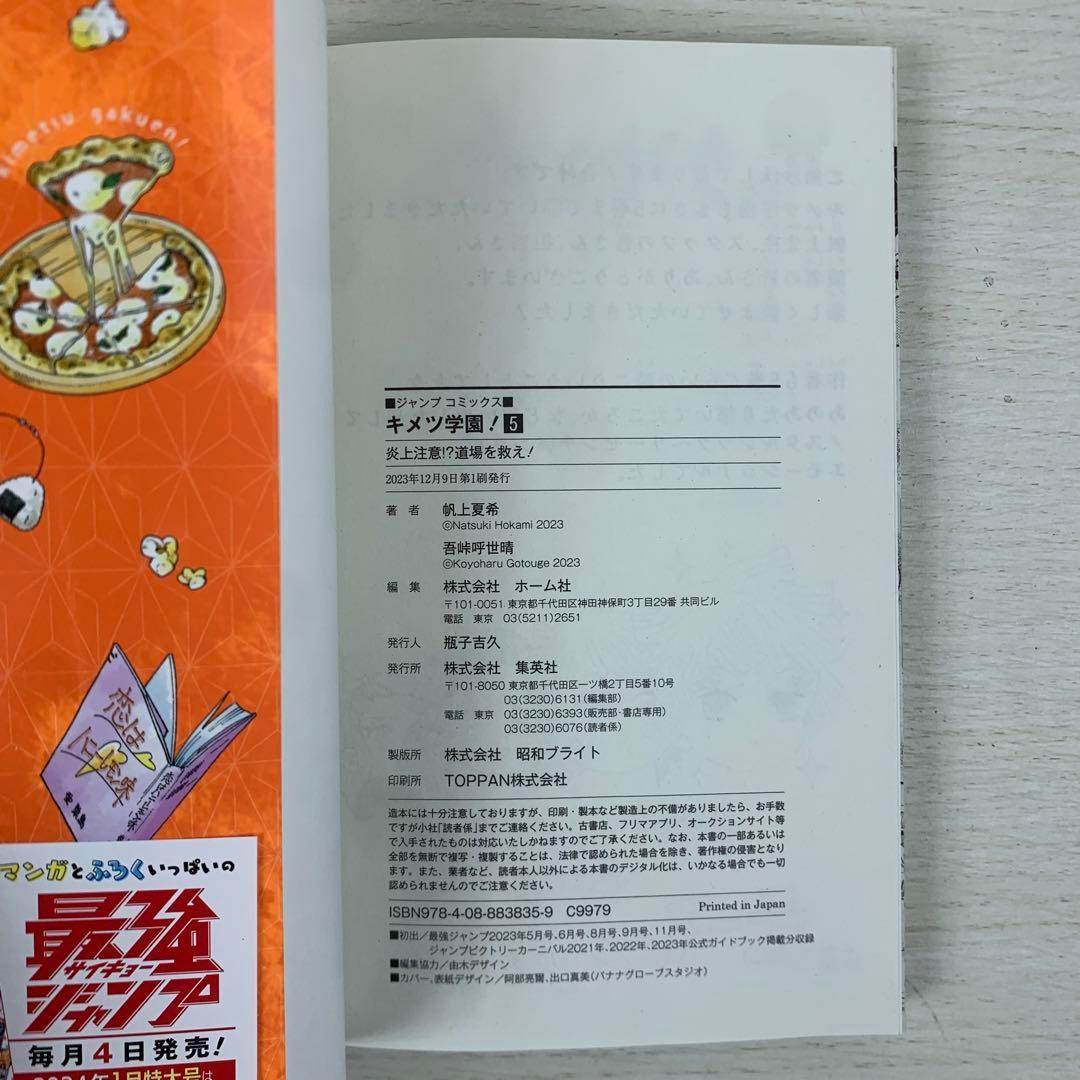 kimetsu gakuen!
恋は
マンガとふろくいっぱいの
最強
サイキョー
ジャンプ
毎月4日発売!
2024年1月特大号は
■ジャンプ コミックス■
キメツ学園! 5
炎上注意!?道場を救え!
2023年12月9日第1刷発行
著者 帆上夏希
©Natsuki Hokami 2023
吾峠呼世晴
©Koyoharu Gotouge 2023
編集 株式会社 ホーム社
〒101-0051 東京都千代田区神田神保町3丁目29番 共同ビル
電話 東京 03(5211)2651
発行人 瓶子吉久
発行所 株式会社 集英社
〒101-8050 東京都千代田区一ツ橋2丁目5番10号
03(3230)6131(編集部)
電話 東京 03(3230)6393(販売部・書店専用)
03(3230)6076(読者係)
製版所 株式会社 昭和ブライト
印刷所 TOPPAN株式会社
造本には十分注意しておりますが、印刷・製本など製造上の不備がありましたら、お手数
ですが小社「読者係」までご連絡ください。古書店、フリマアプリ、オークションサイト等
で入手されたものは対応いたしかねますのでご了承ください。なお、本書の一部あるいは
全部を無断で複写・複製することは、法律で認められた場合を除き、著作権の侵害となり
ます。また、業者など、読者本人以外による本書のデジタル化は、いかなる場合でも一切
認められませんのでご注意ください。
ISBN978-4-08-883835-9 C9979 Printed in Japan
■初出/最強ジャンプ2023年5月号、6月号、8月号、9月号、11月号、
ジャンプビクトリーカーニバル2021年、2022年、2023年公式ガイドブック掲載分収録
■編集協力/由木デザイン
■カバー、表紙デザイン/阿部亮爾、出口真美(バナナグローブスタジオ)